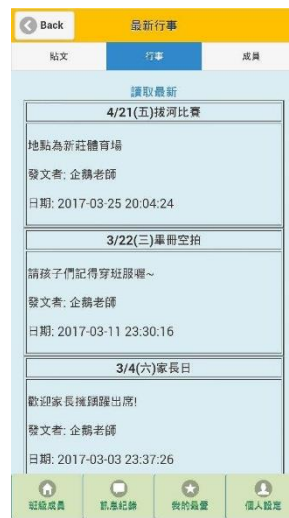 Back
最新行事
貼文
行事
成員
讀取最新
4/21(五)拔河比賽
地點為新莊體育場
發文者: 企鵝老師
日期: 2017-03-25 20:04:24
3/22(三)畢冊空拍
請孩子們記得穿班服喔~
發文者: 企鵝老師
日期: 2017-03-11 23:30:16
3/4(六)家長日
歡迎家長擁踴躍出席!
發文者: 企鵝老師
日期: 2017-03-03 23:37:26
班級成員
訊息紀錄
我的最愛
個人設定